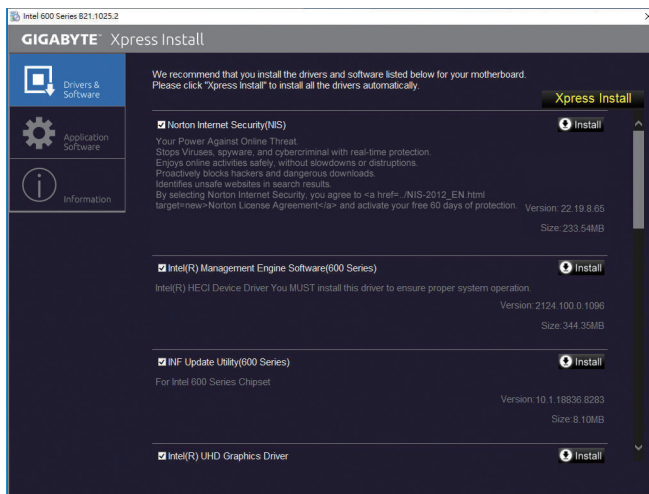 Intel 600 Series B21.1025.2
GIGABYTE™ Xpress Install
Drivers &
Software
Application
Software
Information
We recommend that you install the drivers and software listed below for your motherboard.
Please click "Xpress Install" to install all the drivers automatically.
Xpress Install
Norton Internet Security(NIS)
Install
Your Power Against Online Threat.
Stops Viruses, spyware, and cybercriminal with real-time protection.
Enjoys online activities safely, without slowdowns or distruptions.
Proactively blocks hackers and dangerous downloads.
Identifies unsafe websites in search results.
By selecting Norton Internet Security, you agree to <a href=../NIS-2012_EN.html
target=new>Norton License Agreement</a> and activate your free 60 days of protection.
Version: 22.19.8.65
Size:233.54MB
Intel(R) Management Engine Software(600 Series)
Install
Intel(R) HECI Device Driver You MUST install this driver to ensure proper system operation.
Version:2124.100.0.1096
Size:344.35MB
INF Update Utility(600 Series)
Install
For Intel 600 Series Chipset
Version:10.1.18836.8283
Size:8.10MB
Intel(R) UHD Graphics Driver
Install